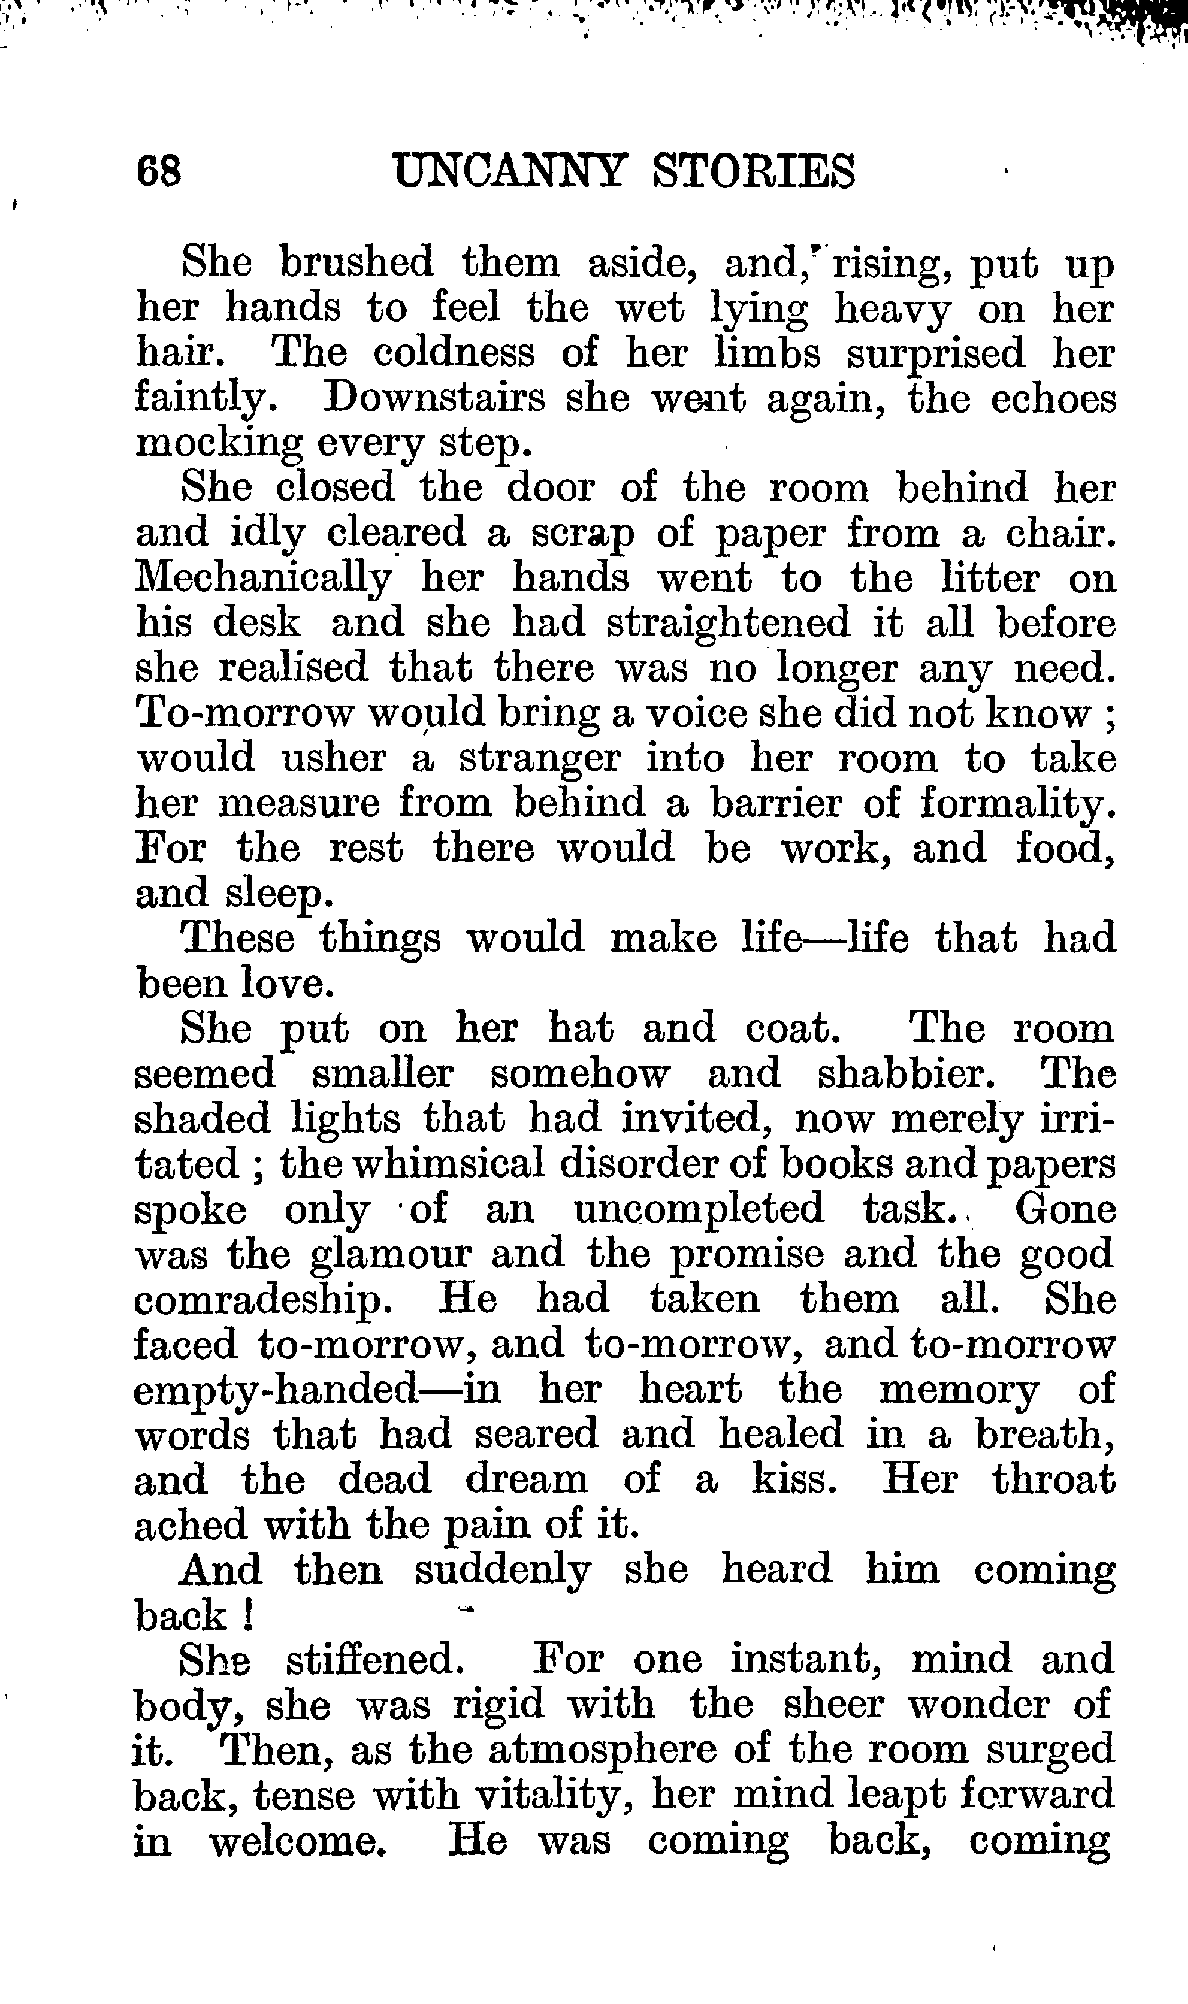 68 UNCANNY STORIES
She brushed them aside, and, rising, put up
her hands to feel the wet lying heavy on her
hair. The coldness of her limbs surprised her
faintly. Downstairs she went again, the echoes
mocking every step.
She closed the door of the room behind her
and idly cleared a scrap of paper from a chair.
Mechanically her hands went to the litter on
his desk and she had straightened it all before
she realised that there was no longer any need.
To-morrow would bring a voice she did not know ;
would usher a stranger into her room to take
her measure from behind a barrier of formality.
For the rest there would be work, and food,
and sleep.
These things would make life—life that had
been love.
She put on her hat and coat. The room
seemed smaller somehow and shabbier. The
shaded lights that had invited, now merely irri-
tated ; the whimsical disorder of books and papers
spoke only of an uncompleted task. Gone
was the glamour and the promise and the good
comradeship. He had taken them all. She
faced to-morrow, and to-morrow, and to-morrow
empty-handed—in her heart the memory of
words that had seared and healed in a breath,
and the dead dream of a kiss. Her throat
ached with the pain of it.
And then suddenly she heard him coming
back !
She stiffened. For one instant, mind and
body, she was rigid with the sheer wonder of
it. Then, as the atmosphere of the room surged
back, tense with vitality, her mind leapt forward
in welcome. He was coming back, coming